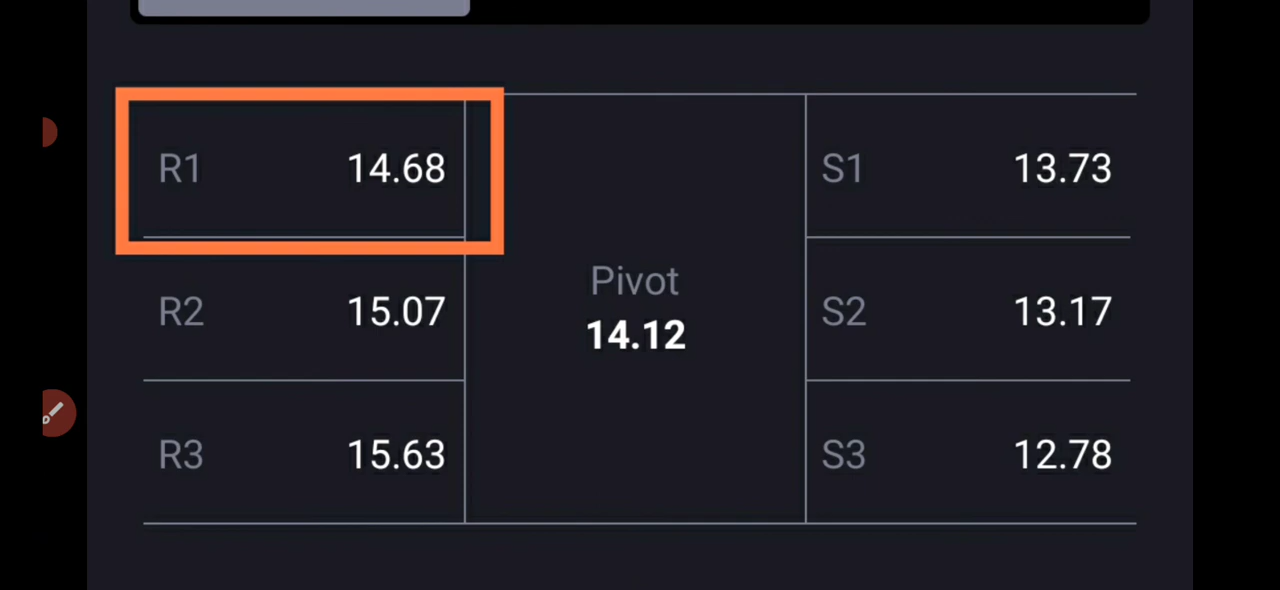 R1 14.68
R2 15.07
R3 15.63
Pivot
14.12
S1 13.73
S2 13.17
S3 12.78